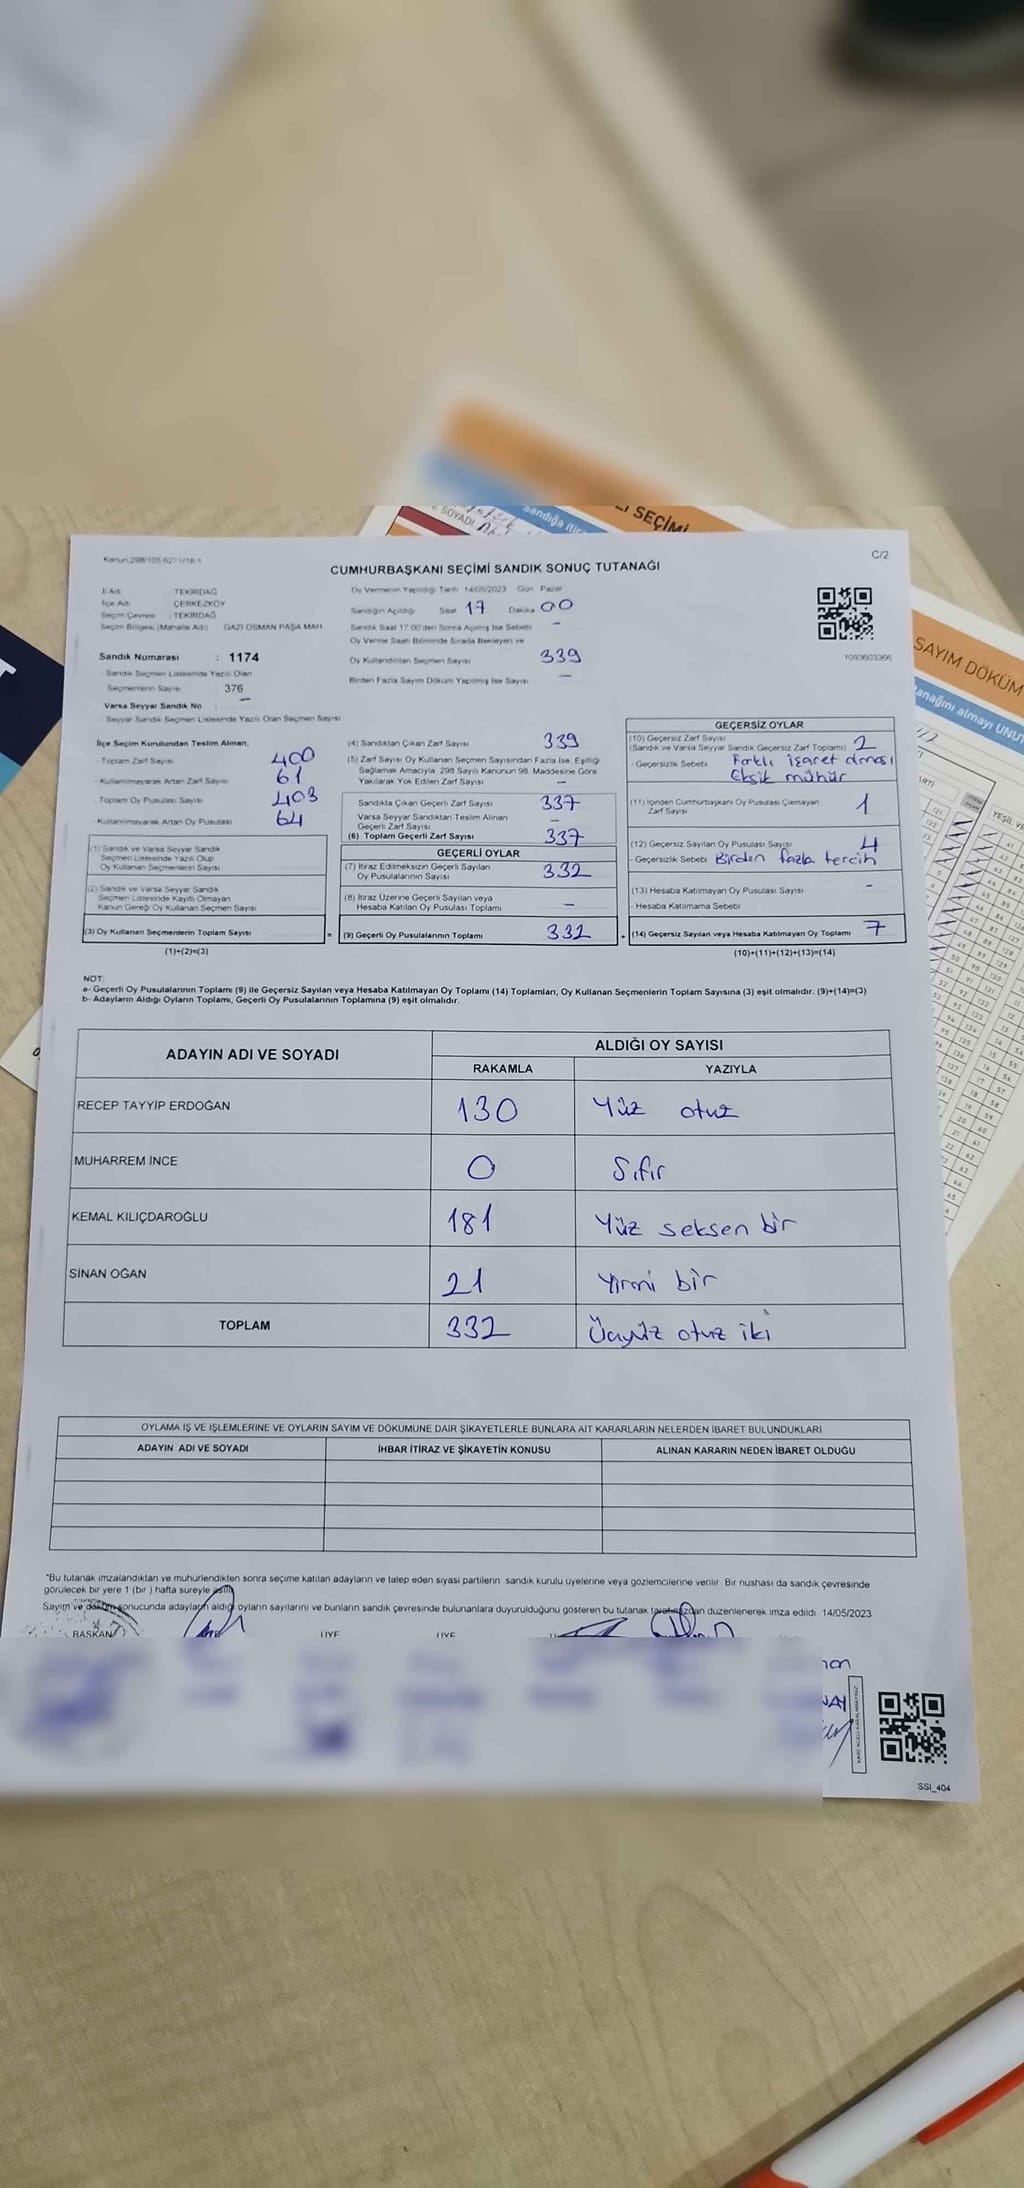 SOYADI
Sandığa
Lİ SEÇİMİ
SAYIM DÖKÜM
anağını almayı UNUT
YEŞİL VE
Kanun:298/105,6271/18-1
C/2
CUMHURBAŞKANI SEÇİMİ SANDIK SONUÇ TUTANAĞI
İl Adı : TEKİRDAĞ
İlçe Adı : ÇERKEZKÖY
Seçim Çevresi : TEKİRDAĞ
Seçim Bölgesi (Mahalle Adı) : GAZİ OSMAN PAŞA MAH
Sandık Numarası : 1174
- Sandık Seçmen Listesinde Yazılı Olan
Seçmenlerin Sayısı : 376
Varsa Seyyar Sandık No : –
- Seyyar Sandık Seçmen Listesinde Yazılı Olan Seçmen Sayısı
Oy Vermenin Yapıldığı Tarih 14/05/2023 Gün Pazar
Sandığın Açıldığı Saat 17 Dakika 00
Sandık Saat 17:00'den Sonra Açılmış İse Sebebi –
Oy Verme Saati Bitiminde Sırada Bekleyen ve
Oy Kullandırılan Seçmen Sayısı 339
Birden Fazla Sayım Döküm Yapılmış İse Sayısı –
1093603366
İlçe Seçim Kurulundan Teslim Alınan;
- Toplam Zarf Sayısı 400
- Kullanılmayarak Artan Zarf Sayısı 61
- Toplam Oy Pusulası Sayısı 403
- Kullanılmayarak Artan Oy Pusulası 64
(1) Sandık ve Varsa Seyyar Sandık
Seçmen Listesinde Yazılı Olup
Oy Kullanan Seçmenlerin Sayısı
(2) Sandık ve Varsa Seyyar Sandık
Seçmen Listesinde Kayıtlı Olmayan
Kanun Gereği Oy Kullanan Seçmen Sayısı
(3) Oy Kullanan Seçmenlerin Toplam Sayısı =
(1)+(2)=(3)
(4) Sandıktan Çıkan Zarf Sayısı 339
(5) Zarf Sayısı Oy Kullanan Seçmen Sayısından Fazla İse, Eşitliği
Sağlamak Amacıyla, 298 Sayılı Kanunun 98. Maddesine Göre
Yakılarak Yok Edilen Zarf Sayısı –
Sandıkta Çıkan Geçerli Zarf Sayısı 337
Varsa Seyyar Sandıktan Teslim Alınan
Geçerli Zarf Sayısı –
(6) Toplam Geçerli Zarf Sayısı 337
GEÇERLİ OYLAR
(7) İtiraz Edilmeksizin Geçerli Sayılan
Oy Pusulalarının Sayısı 332
(8) İtiraz Üzerine Geçerli Sayılan veya
Hesaba Katılan Oy Pusulası Toplamı –
(9) Geçerli Oy Pusulalarının Toplamı 332 +
GEÇERSİZ OYLAR
(10) Geçersiz Zarf Sayısı
(Sandık ve Varsa Seyyar Sandık Geçersiz Zarf Toplamı) 2
- Geçersizlik Sebebi Farklı işaret olması
Eksik mühür
(11) İçinden Cumhurbaşkanı Oy Pusulası Çıkmayan
Zarf Sayısı 1
(12) Geçersiz Sayılan Oy Pusulası Sayısı 4
- Geçersizlik Sebebi Birden fazla tercih
(13) Hesaba Katılmayan Oy Pusulası Sayısı –
- Hesaba Katılmama Sebebi
(14) Geçersiz Sayılan veya Hesaba Katılmayan Oy Toplamı 7
(10)+(11)+(12)+(13)=(14)
NOT:
a- Geçerli Oy Pusulalarının Toplamı (9) ile Geçersiz Sayılan veya Hesaba Katılmayan Oy Toplamı (14) Toplamları, Oy Kullanan Seçmenlerin Toplam Sayısına (3) eşit olmalıdır. (9)+(14)=(3)
b- Adayların Aldığı Oyların Toplamı, Geçerli Oy Pusulalarının Toplamına (9) eşit olmalıdır.
ADAYIN ADI VE SOYADI ALDIĞI OY SAYISI
RAKAMLA YAZIYLA
RECEP TAYYİP ERDOĞAN 130 Yüz otuz
MUHARREM İNCE 0 Sıfır
KEMAL KILIÇDAROĞLU 181 Yüz seksen bir
SİNAN OĞAN 21 Yirmi bir
TOPLAM 332 Üçyüz otuz iki
OYLAMA İŞ VE İŞLEMLERİNE VE OYLARIN SAYIM VE DÖKÜMÜNE DAİR ŞİKAYETLERLE BUNLARA AİT KARARLARIN NELERDEN İBARET BULUNDUKLARI
ADAYIN ADI VE SOYADI İHBAR İTİRAZ VE ŞİKAYETİN KONUSU ALINAN KARARIN NEDEN İBARET OLDUĞU
"Bu tutanak imzalandıktan ve mühürlendikten sonra seçime katılan adayların ve talep eden siyasi partilerin sandık kurulu üyelerine veya gözlemcilerine verilir. Bir nüshası da sandık çevresinde
görülecek bir yere 1 (bir ) hafta süreyle asılır.
Sayım ve döküm sonucunda adayların aldığı oyların sayılarını ve bunların sandık çevresinde bulunanlara duyurulduğunu gösteren bu tutanak tarafımızdan düzenlenerek imza edildi. 14/05/2023
BAŞKAN ÜYE ÜYE
SSI_404